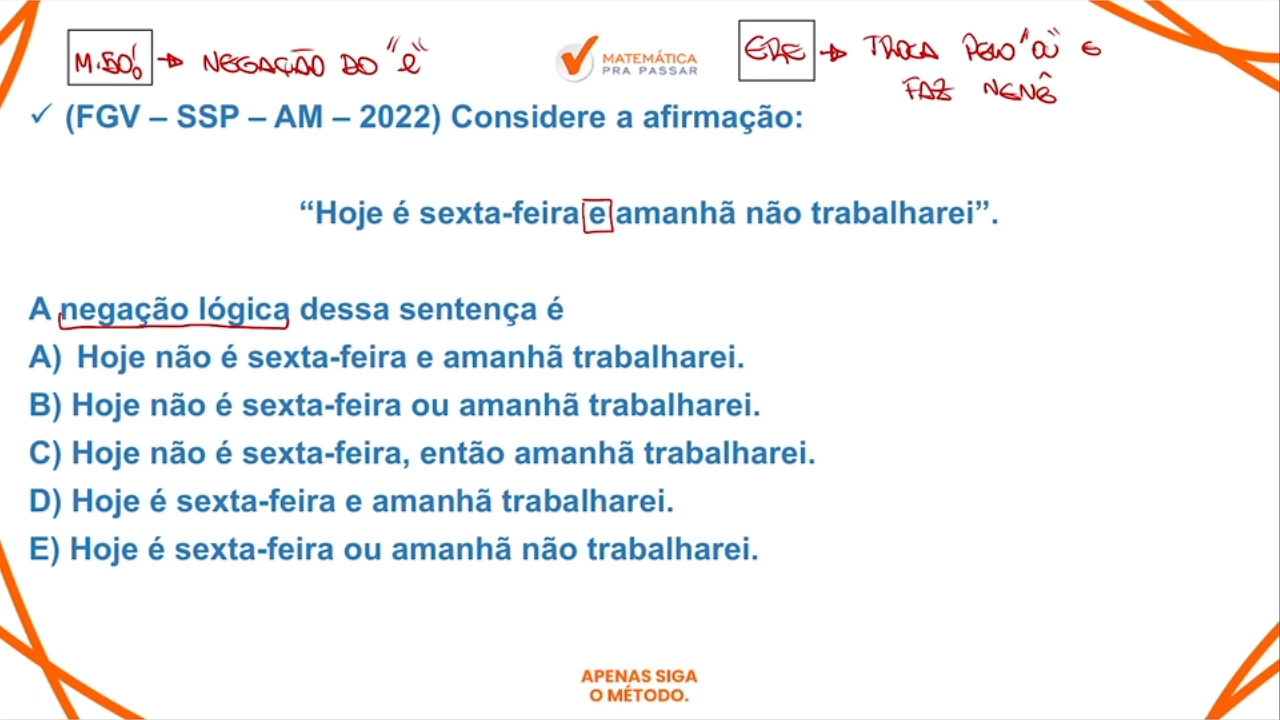 M.50! → NEGAÇÃO DO "e"
MATEMÁTICA
PRA PASSAR
→ TROCA PELO "OU" E
FAZ NENÊ
✓ (FGV – SSP – AM – 2022) Considere a afirmação:
“Hoje é sexta-feira e amanhã não trabalharei”.
A negação lógica dessa sentença é
A) Hoje não é sexta-feira e amanhã trabalharei.
B) Hoje não é sexta-feira ou amanhã trabalharei.
C) Hoje não é sexta-feira, então amanhã trabalharei.
D) Hoje é sexta-feira e amanhã trabalharei.
E) Hoje é sexta-feira ou amanhã não trabalharei.
APENAS SIGA
O MÉTODO.